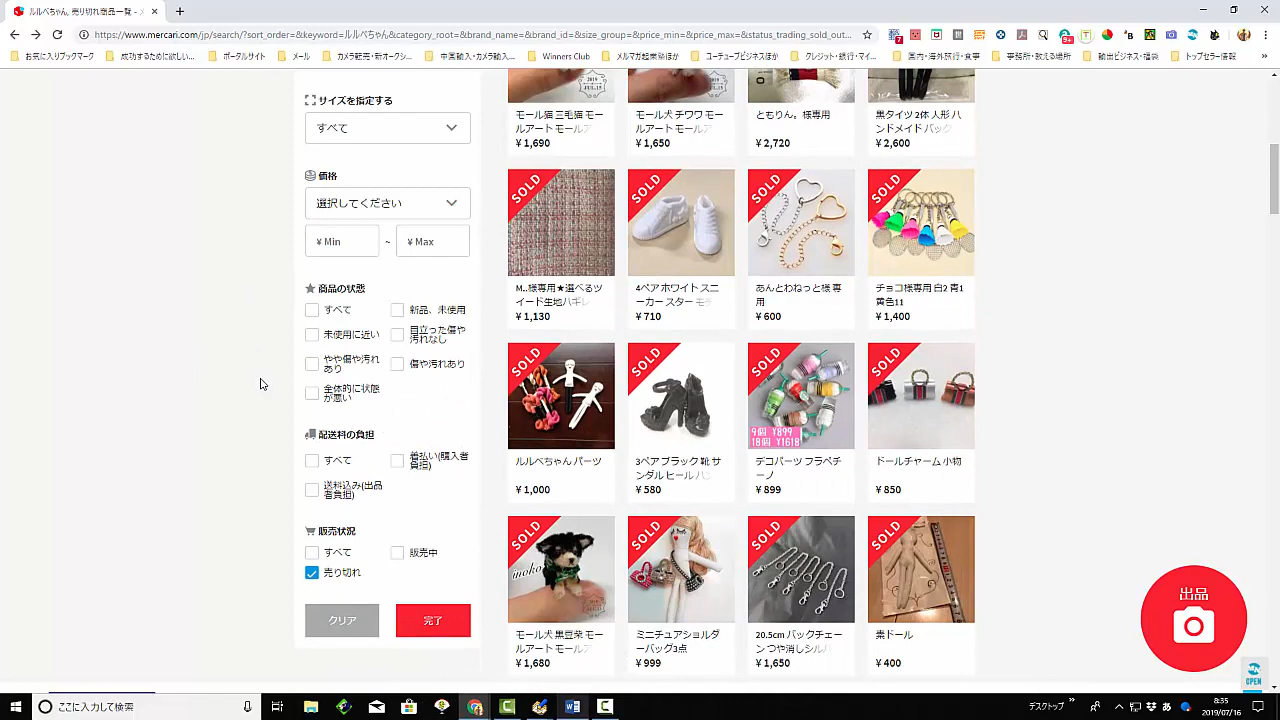 ルルベちゃん, 売り切れ商品一覧 - メ
https://www.mercari.com/jp/search/?sort_order=&keyword=ルルベちゃん&category_root=&brand_name=&brand_id=&size_group=&price_min=&price_max=&status_trading_sold_out...
お気に入りブックマーク 成功するために欲しい... ポータルサイト メール カメラ転売・新オークシ... 中国輸入・カメラ輸入... Winners Club メルマガ相互募集ほか ユーチューブビジネスほか クレジット・銀行・マイ... 国内・海外旅行・食事 事務所・教える場所 輸出ビジネス・福袋 トップセラー情報
サイズを指定する
すべて
価格
選択してください
¥ Min ~ ¥ Max
商品の状態
すべて 新品、未使用
未使用に近い 目立った傷や
汚れなし
やや傷や汚れ
あり 傷や汚れあり
全体的に状態
が悪い
配送料の負担
すべて 着払い(購入者
負担)
送料込み(出品
者負担)
販売状況
すべて 販売中
売り切れ
クリア 完了
2019
JUL.15
2019
JUL.15
モール猫 三毛猫 モー
ルアート モールア
¥ 1,690
モール犬 チワワ モー
ルアート モールア
¥ 1,650
ともりん。様専用
¥ 2,720
黒タイツ 2体 人形 ハ
ンドメイド バック
¥ 2,600
SOLD
M..様専用★選べるツ
イード生地ハギレ
¥ 1,130
SOLD
4ペアホワイト スニ
ーカー スター モチ
¥ 710
SOLD
あんとわねっと様 専
用
¥ 600
SOLD
チョコ様専用 白2 青1
黄色11
¥ 1,400
SOLD
ルルベちゃん パーツ
¥ 1,000
SOLD
3ペア ブラック 靴 サ
ンダル ヒール ハン
¥ 580
SOLD
9個 ¥899
18個 ¥1618
デコパーツ フラペチ
ーノ
¥ 899
SOLD
ドールチャーム 小物
¥ 850
SOLD
inoko
モール犬 黒豆柴 モー
ルアート モールア
¥ 1,680
SOLD
ミニチュアショルダ
ーバッグ3点
¥ 999
SOLD
20.5cm バックチェー
ン つや消しシルバ
¥ 1,650
SOLD
素ドール
¥ 400
出品
OPEN
ここに入力して検索
デスクトップ
8:35
2019/07/16